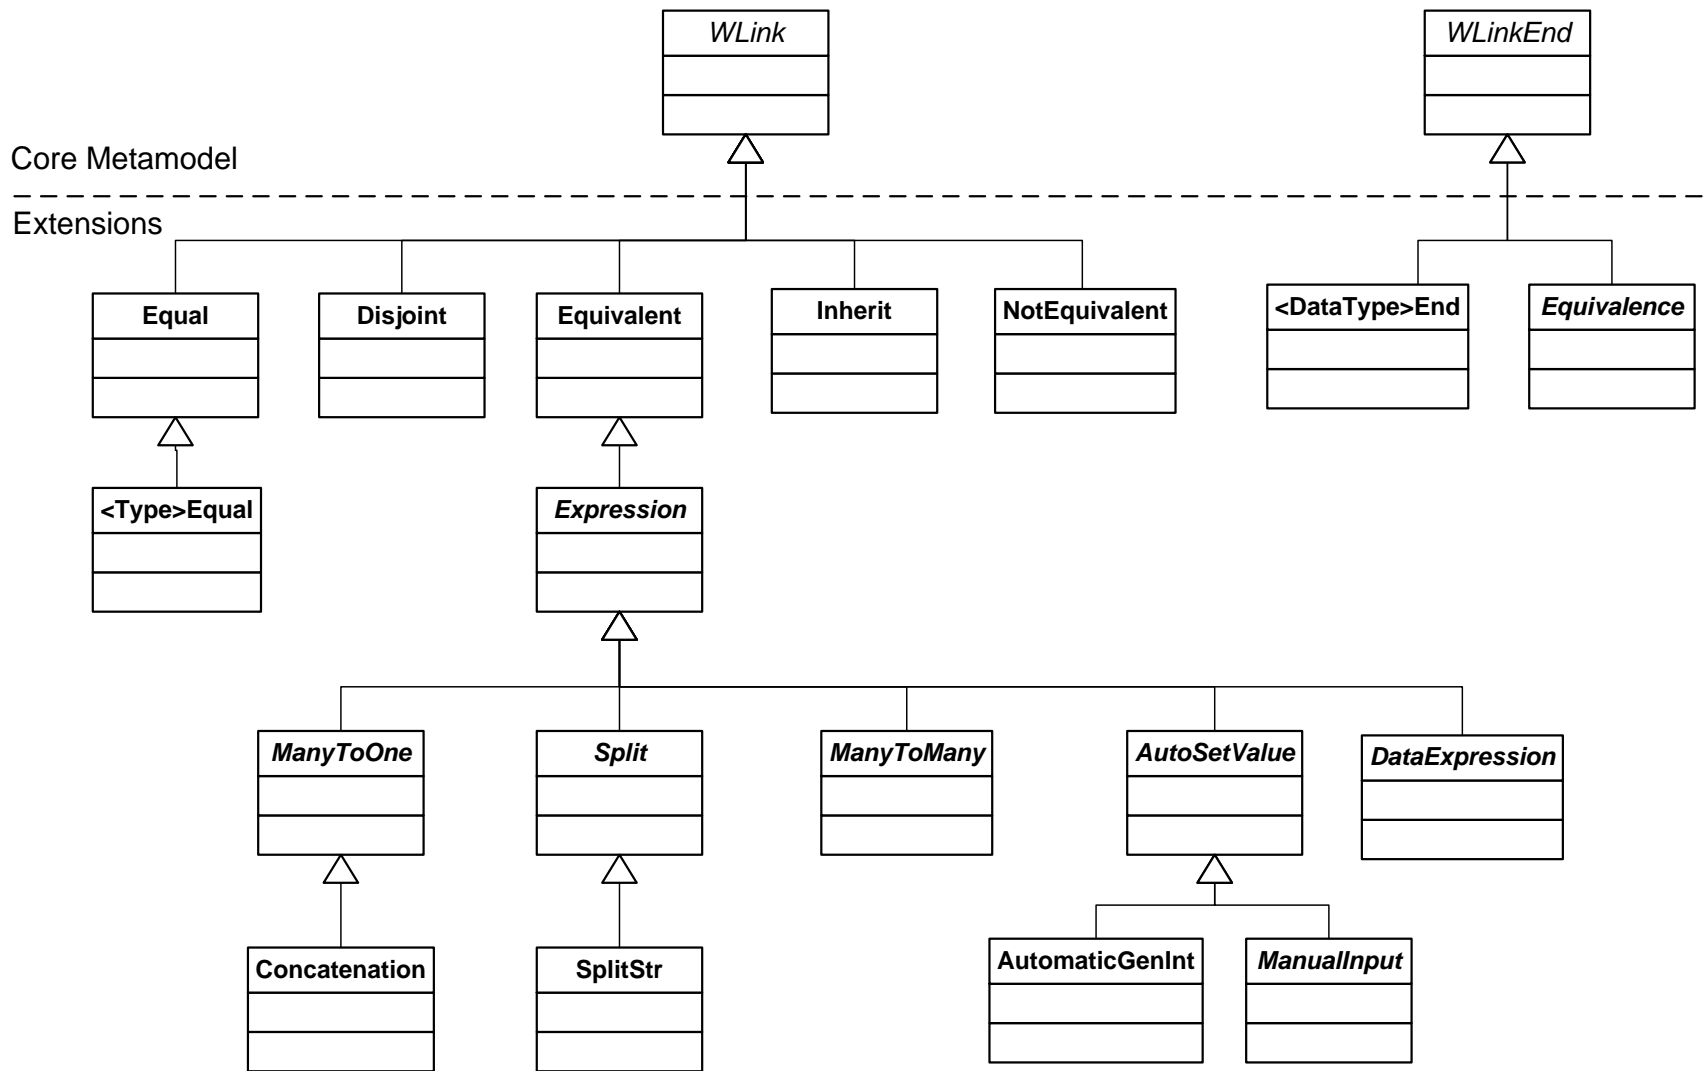 WLink
WLinkEnd
Core Metamodel
Extensions
Equal
Disjoint
Equivalent
Inherit
NotEquivalent
<DataType>End
Equivalence
<Type>Equal
Expression
ManyToOne
Split
ManyToMany
AutoSetValue
DataExpression
Concatenation
SplitStr
AutomaticGenInt
ManualInput